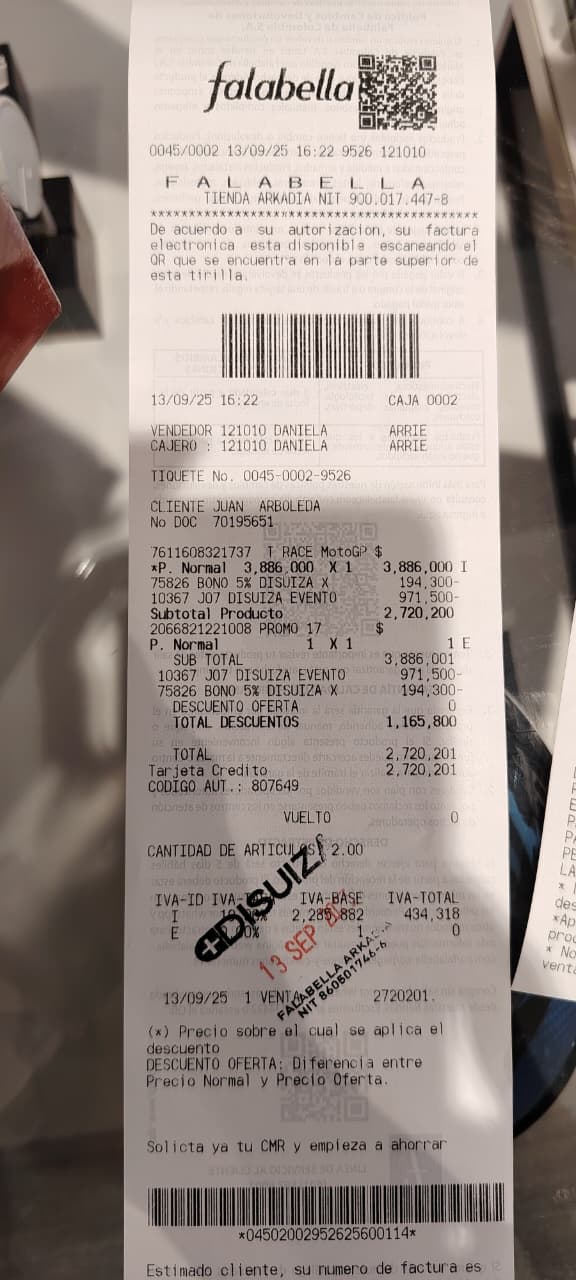 falabella
0045/0002 13/09/25 16:22 9526 121010
F A L A B E L L A
TIENDA ARKADIA NIT 900.017.447-8
*******************************************
De acuerdo a su autorizacion, su factura
electronica esta disponible escaneando el
QR que se encuentra en la parte superior de
esta tirilla.
13/09/25 16:22 CAJA 0002
VENDEDOR 121010 DANIELA ARRIE
CAJERO : 121010 DANIELA ARRIE
TIQUETE No. 0045-0002-9526
CLIENTE JUAN ARBOLEDA
No DOC 70195651
7611608321737 T RACE MotoGP $
*P. Normal 3,886,000 X 1 3,886,000 I
75826 BONO 5% DISUIZA X 194,300-
10367 J07 DISUIZA EVENTO 971,500-
Subtotal Producto 2,720,200
2066821221008 PROMO 17 $
P. Normal 1 X 1 1 E
SUB TOTAL 3,886,001
10367 J07 DISUIZA EVENTO 971,500-
75826 BONO 5% DISUIZA X 194,300-
DESCUENTO OFERTA 0
TOTAL DESCUENTOS 1,165,800
TOTAL 2,720,201
Tarjeta Credito 2,720,201
CODIGO AUT.: 807649
VUELTO 0
CANTIDAD DE ARTICULOS 2.00
IVA-ID IVA- IVA-BASE IVA-TOTAL
I 2,285,882 434,318
E 0% 1 0
DISUIZA
13 SEP
FALABELLA ARKADIA
NIT 860501746-6
13/09/25 1 VENTA 2720201.
(*) Precio sobre el cual se aplica el
descuento
DESCUENTO OFERTA: Diferencia entre
Precio Normal y Precio Oferta.
Solicta ya tu CMR y empieza a ahorrar
*04502002952625600114*
Estimado cliente, su numero de factura es